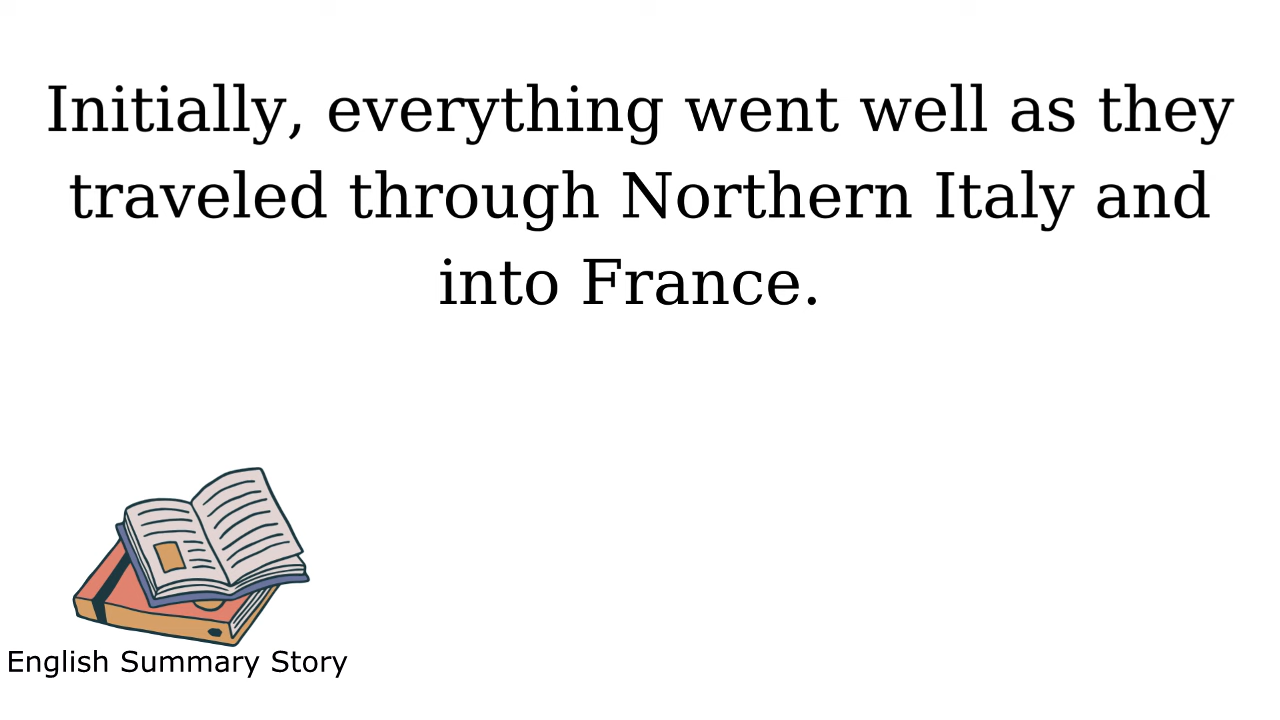 Initially, everything went well as they
traveled through Northern Italy and
into France.
English Summary Story